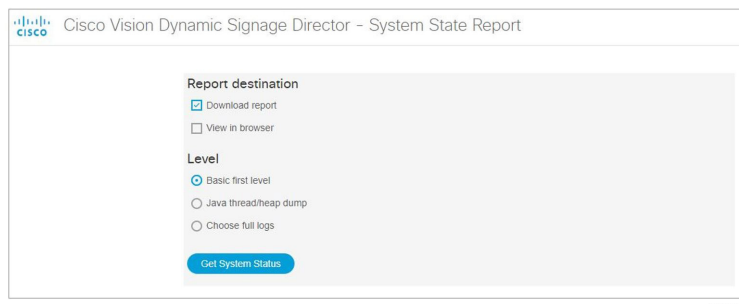 CISCO
Cisco Vision Dynamic Signage Director - System State Report
Report destination
Download report
View in browser
Level
Basic first level
Java thread/heap dump
Choose full logs
Get System Status